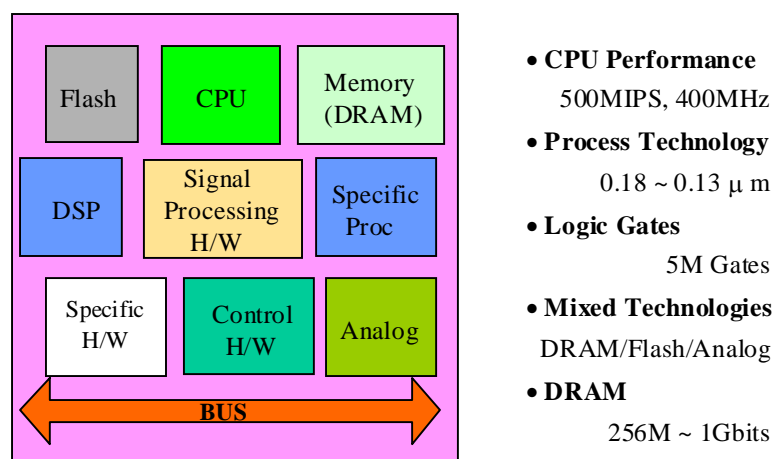 Flash
CPU
Memory
(DRAM)
DSP
Signal
Processing
H/W
Specific
Proc
Specific
H/W
Control
H/W
Analog
BUS
• CPU Performance
500MIPS, 400MHz
• Process Technology
0.18 ~ 0.13 μ m
• Logic Gates
5M Gates
• Mixed Technologies
DRAM/Flash/Analog
• DRAM
256M ~ 1Gbits